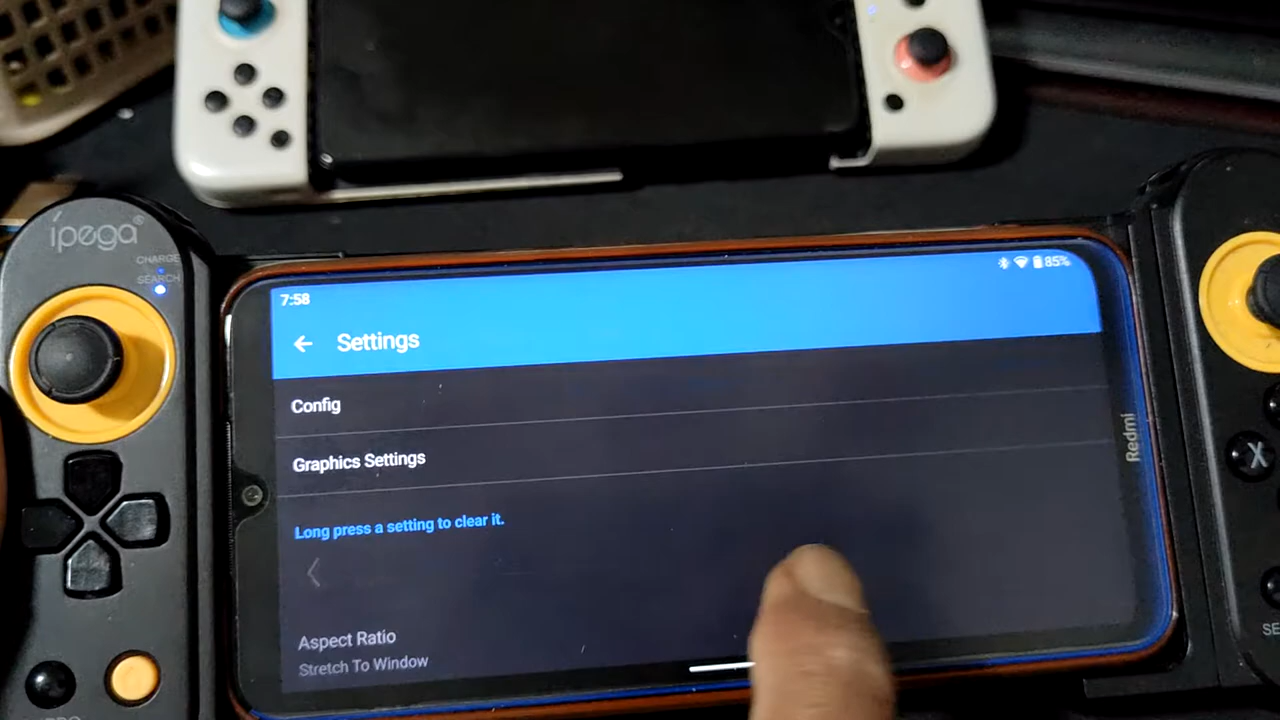 ipega
CHARGE
SEARCH
7:58
85%
Settings
Config
Graphics Settings
Long press a setting to clear it.
Aspect Ratio
Stretch To Window
Redmi
X
SE